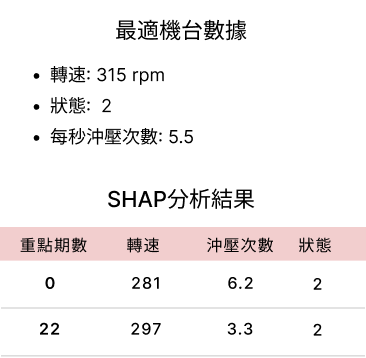 最適機台數據
• 轉速: 315 rpm
• 狀態: 2
• 每秒沖壓次數: 5.5
SHAP分析結果
重點期數 轉速 沖壓次數 狀態
0 281 6.2 2
22 297 3.3 2